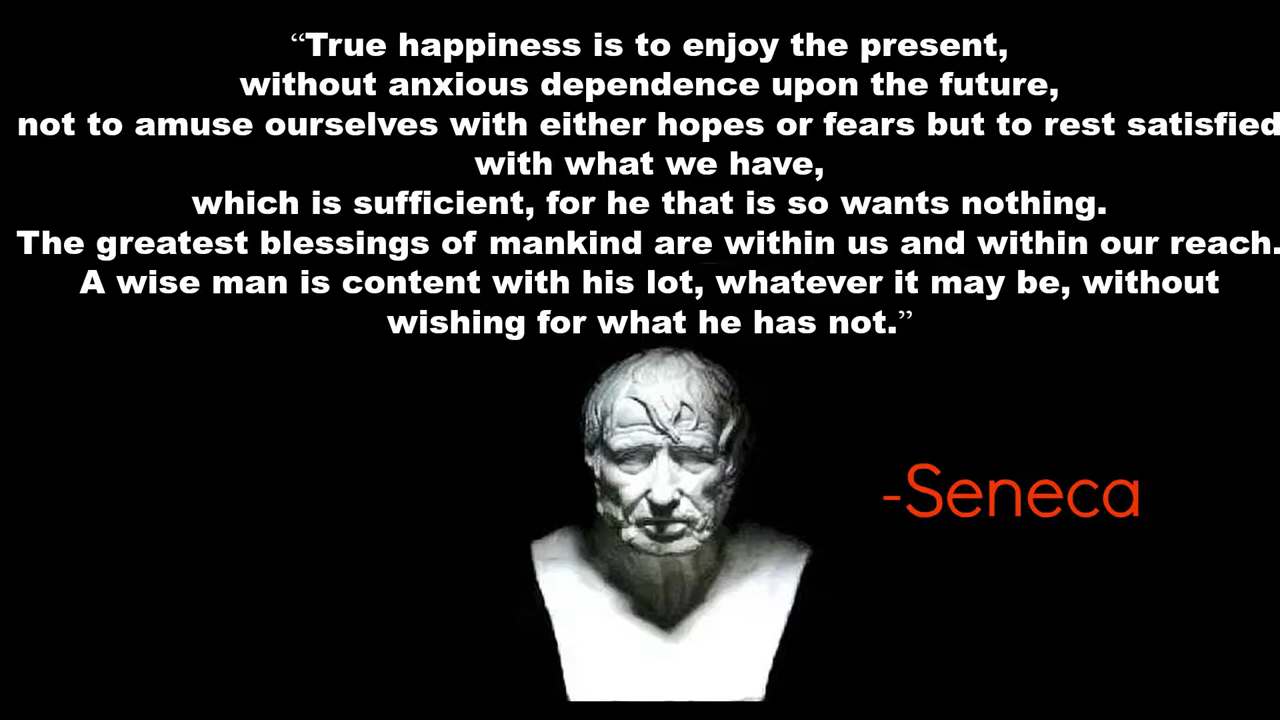 “True happiness is to enjoy the present,
without anxious dependence upon the future,
not to amuse ourselves with either hopes or fears but to rest satisfied
with what we have,
which is sufficient, for he that is so wants nothing.
The greatest blessings of mankind are within us and within our reach.
A wise man is content with his lot, whatever it may be, without
wishing for what he has not.”
-Seneca